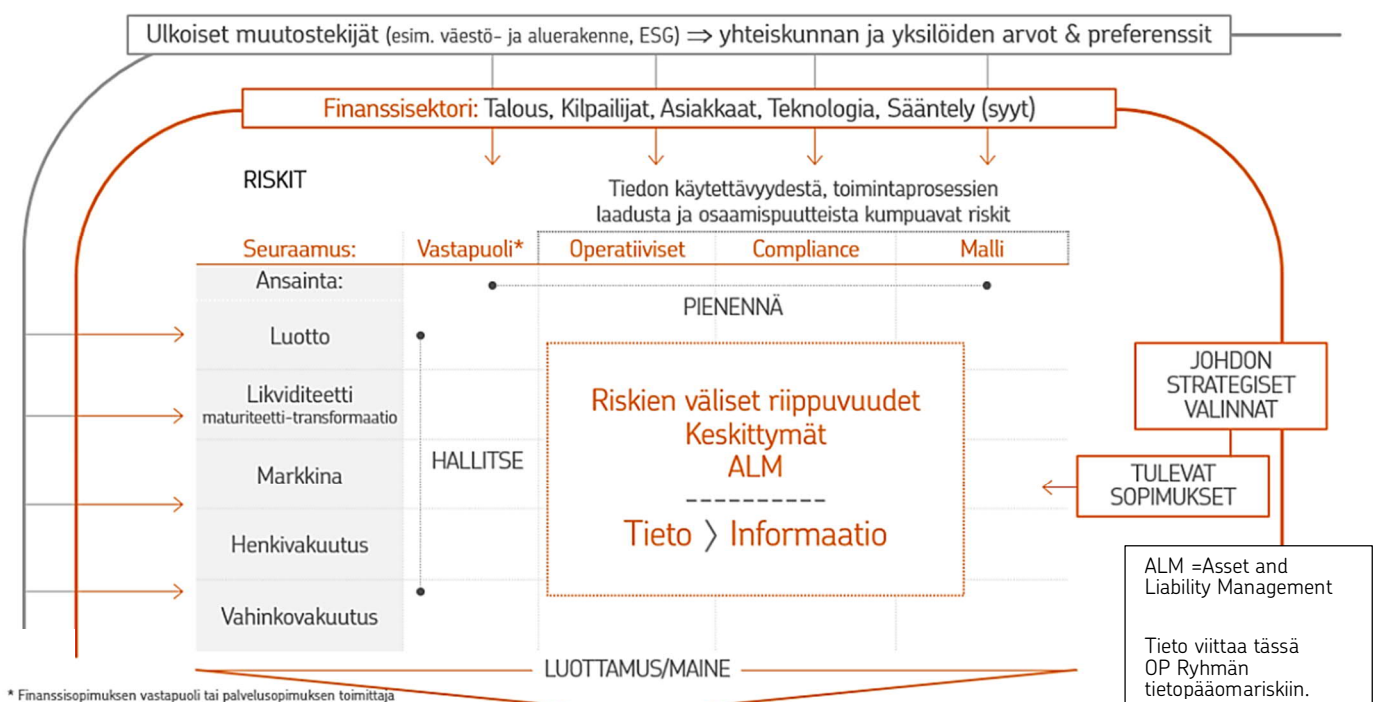 Ulkoiset muutostekijät (esim. väestö- ja aluerakenne, ESG) ⇒ yhteiskunnan ja yksilöiden arvot & preferenssit
Finanssisektori: Talous, Kilpailijat, Asiakkaat, Teknologia, Sääntely (syyt)
RISKIT
Tiedon käytettävyydestä, toimintaprosessien
laadusta ja osaamispuutteista kumpuavat riskit
Seuraamus: Vastapuoli* Operatiiviset Compliance Malli
Ansainta:
PIENENNÄ
Luotto
Likviditeetti
maturiteetti-transformaatio
Markkina
Henkivakuutus
Vahinkovakuutus
HALLITSE
Riskien väliset riippuvuudet
Keskittymät
ALM
----------
Tieto 〉 Informaatio
JOHDON
STRATEGISET
VALINNAT
TULEVAT
SOPIMUKSET
ALM =Asset and
Liability Management
Tieto viittaa tässä
OP Ryhmän
tietopääomariskiin.
LUOTTAMUS/MAINE
* Finanssisopimuksen vastapuoli tai palvelusopimuksen toimittaja